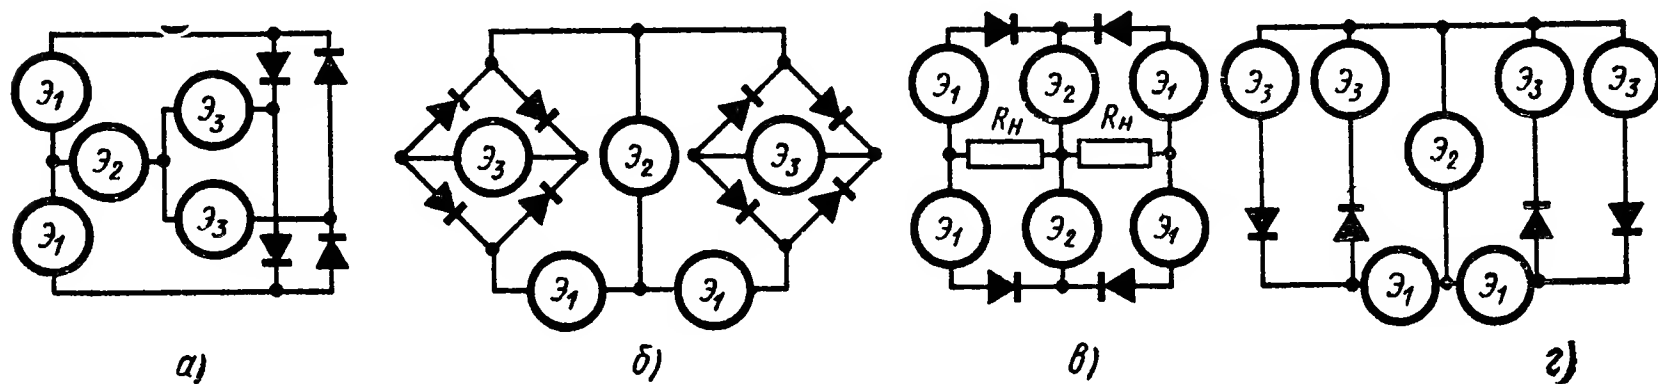 Э1 Э2 Э1 Э3 Э3
Э1 Э2 Э3 Э3
RН RН
Э3 Э2 Э3
Э3 Э3 Э2
Э1 Э1 Э2 Э1
Э1 Э1 Э1 Э1
а) б) в) г)